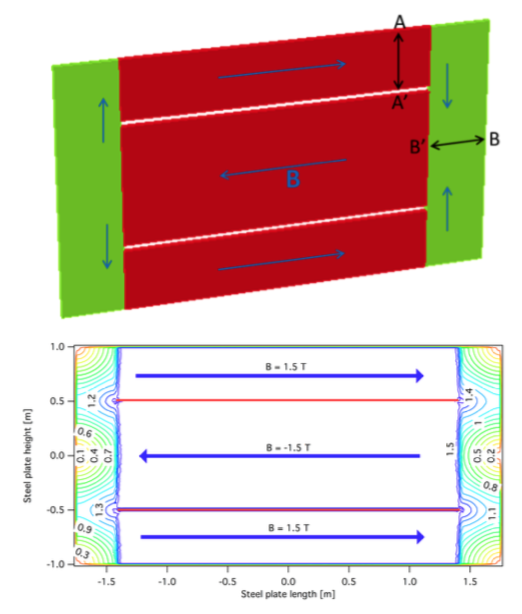 A
A'
B'
B
B
1.0
0.5
0.0
-0.5
-1.0
Steel plate height [m]
B = 1.5 T
B = -1.5 T
B = 1.5 T
1.2
0.6
0.1
0.4
0.7
1.3
0.9
0.3
1.4
1
1.5
0.5
0.2
0.8
1.1
-1.5
-1.0
-0.5
0.0
0.5
1.0
1.5
Steel plate length [m]